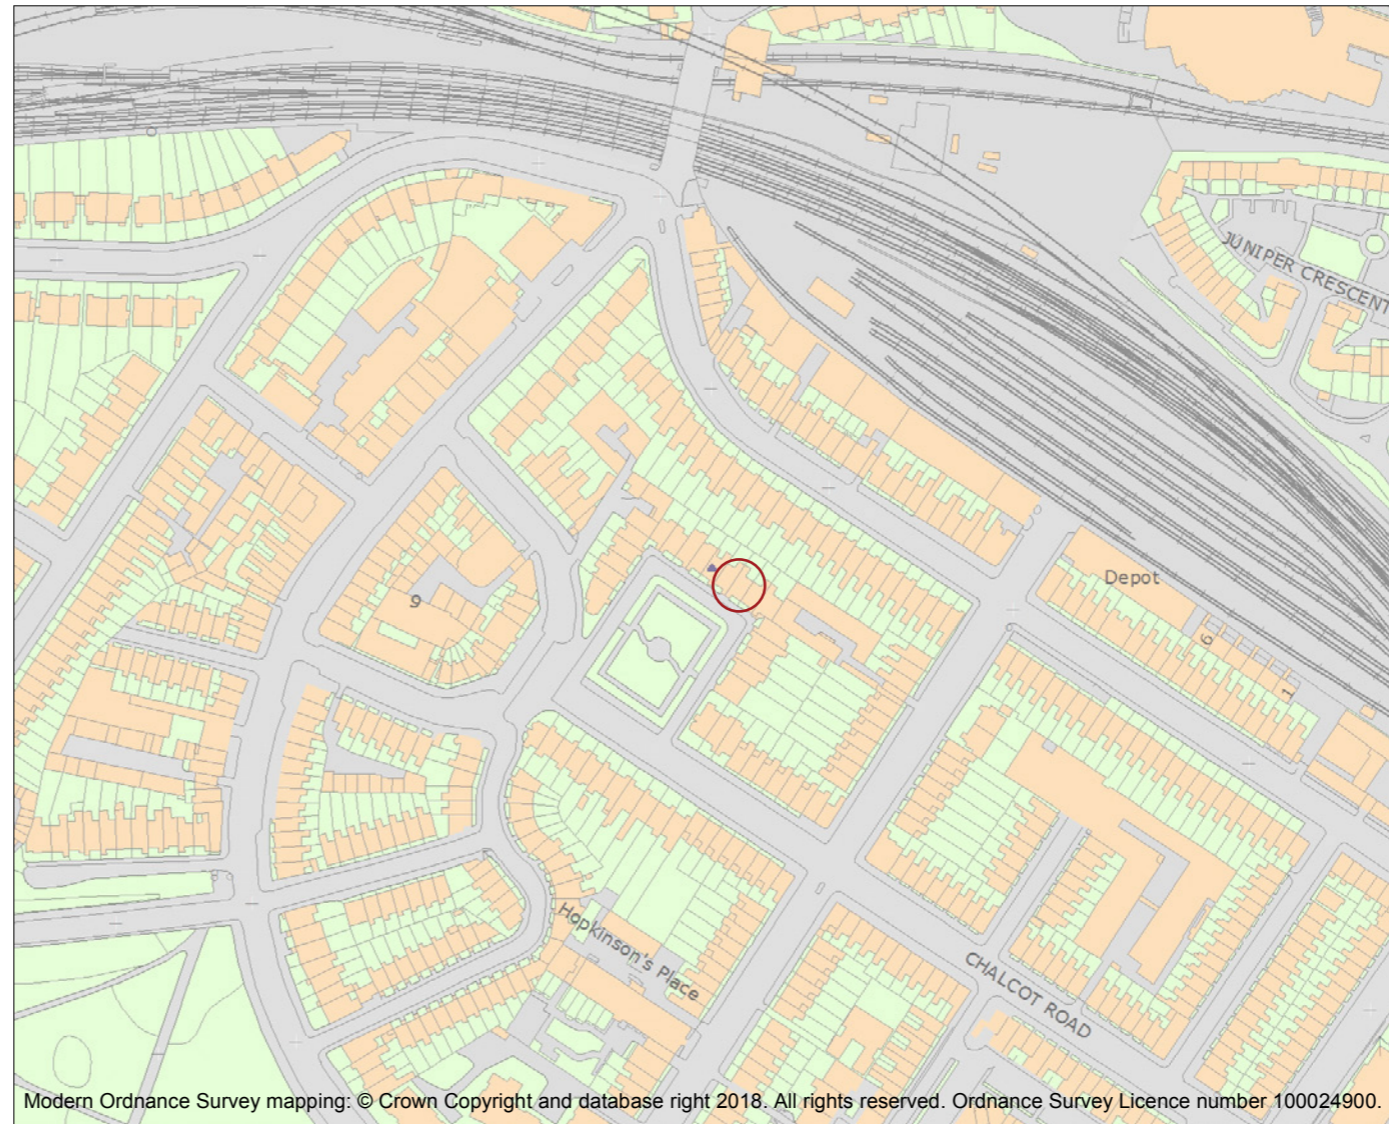 JUNIPER CRESCENT
Depot
9
6
1
Hopkinson's Place
CHALCOT ROAD
Modern Ordnance Survey mapping: © Crown Copyright and database right 2018. All rights reserved. Ordnance Survey Licence number 100024900.